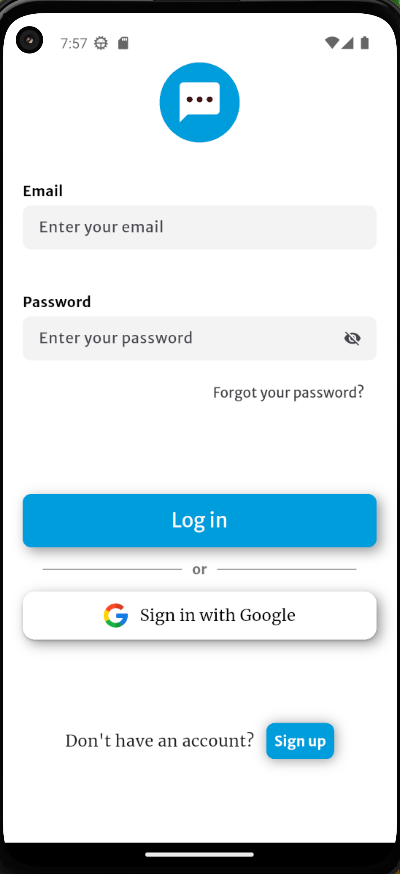 7:57
Email
Enter your email
Password
Enter your password
Forgot your password?
Log in
or
Sign in with Google
Don't have an account? Sign up